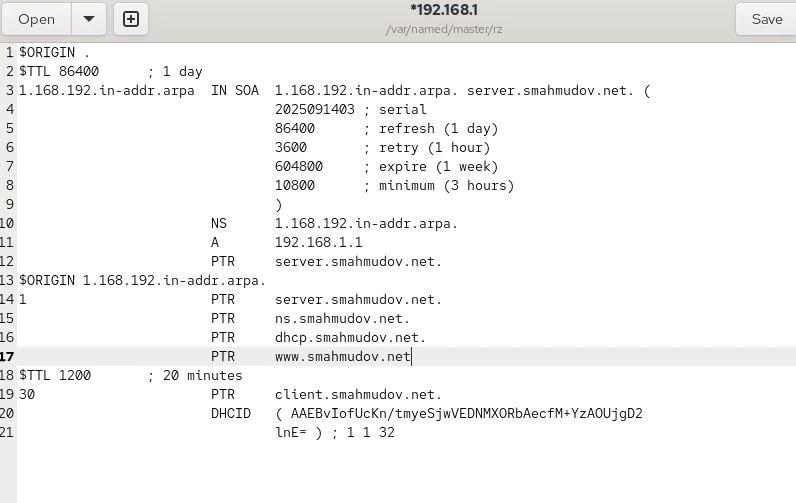 Open
*192.168.1
/var/named/master/rz
Save
1 $ORIGIN .
2 $TTL 86400      ; 1 day
3 1.168.192.in-addr.arpa  IN SOA  1.168.192.in-addr.arpa. server.smahmudov.net. (
4                                 2025091403 ; serial
5                                 86400      ; refresh (1 day)
6                                 3600       ; retry (1 hour)
7                                 604800     ; expire (1 week)
8                                 10800      ; minimum (3 hours)
9                                 )
10                         NS      1.168.192.in-addr.arpa.
11                         A       192.168.1.1
12                         PTR     server.smahmudov.net.
13 $ORIGIN 1.168.192.in-addr.arpa.
14 1                       PTR     server.smahmudov.net.
15                         PTR     ns.smahmudov.net.
16                         PTR     dhcp.smahmudov.net.
17                         PTR     www.smahmudov.net
18 $TTL 1200       ; 20 minutes
19 30                      PTR     client.smahmudov.net.
20                         DHCID   ( AAEBvIofUcKn/tmyeSjwVEDNMXORbAecfM+YzAOUjgD2
21                                 lnE= ) ; 1 1 32